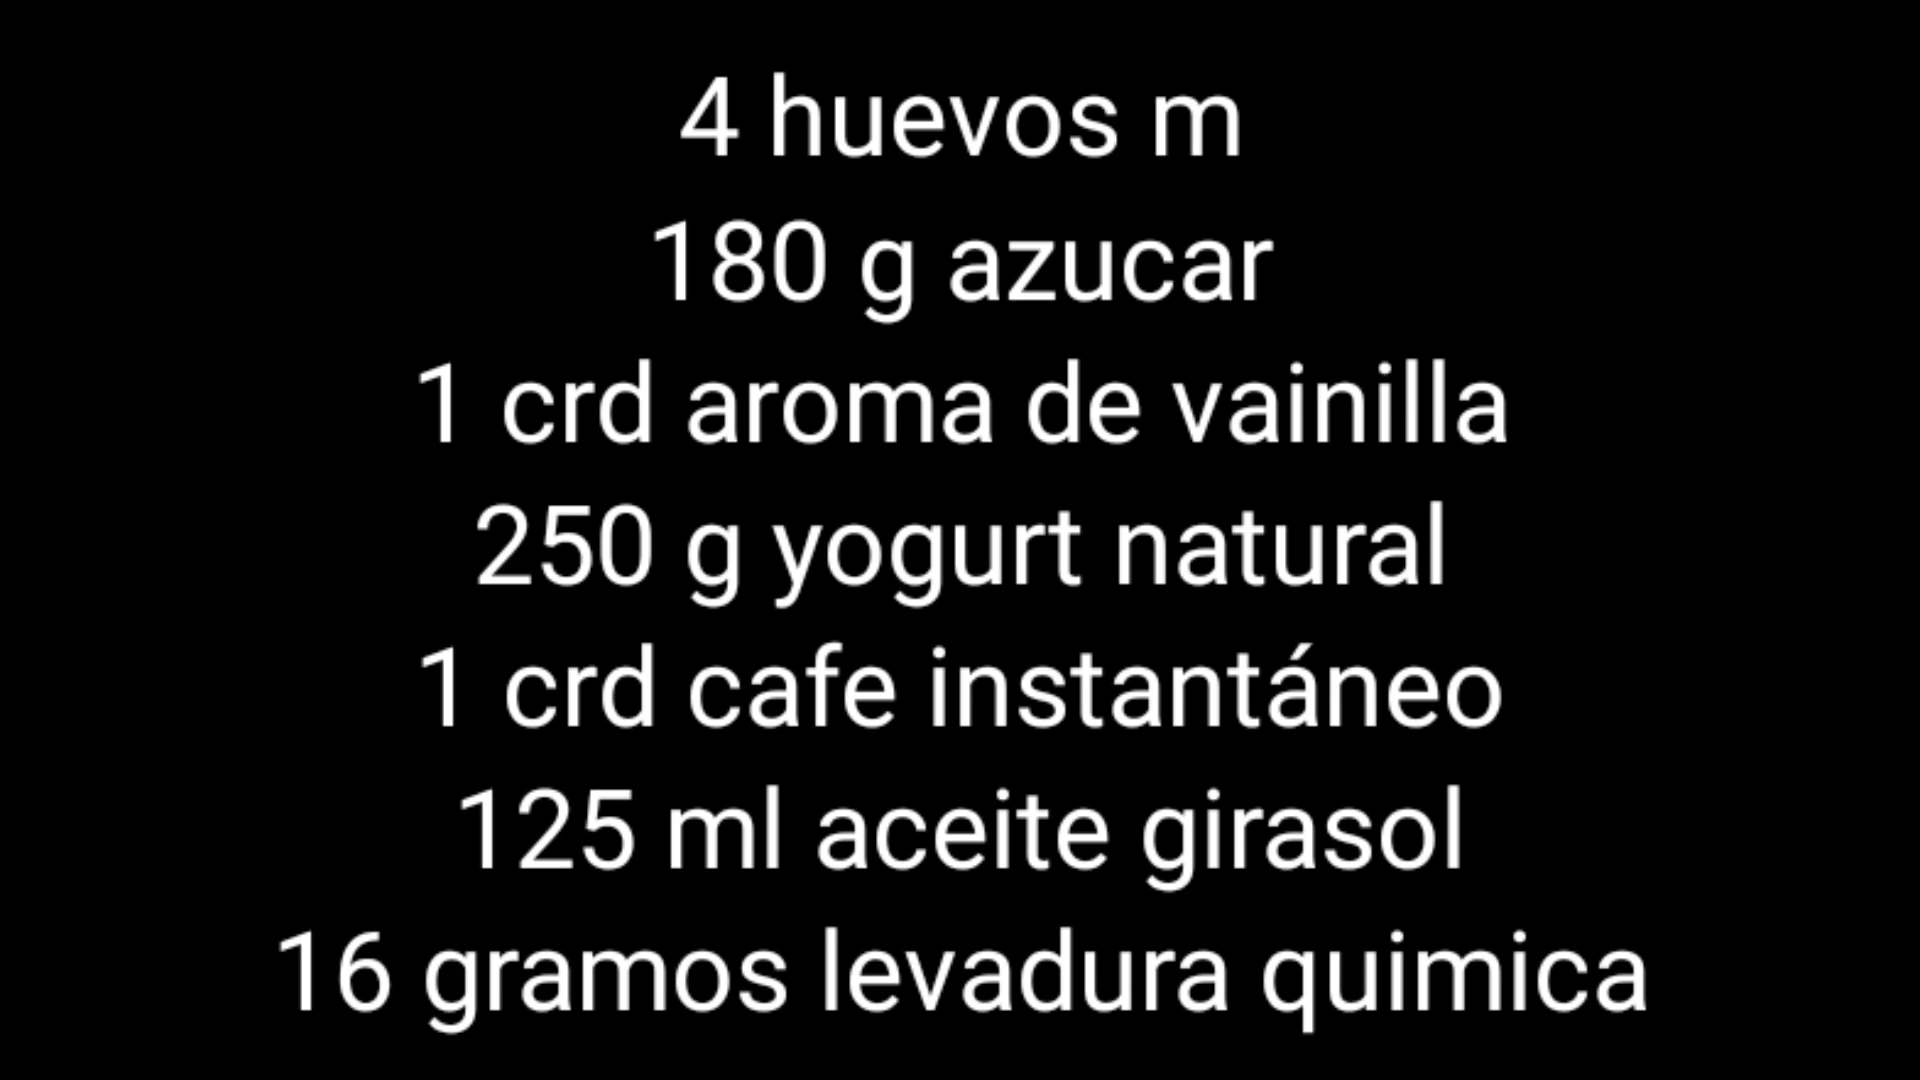 4 huevos m
180 g azucar
1 crd aroma de vainilla
250 g yogurt natural
1 crd cafe instantáneo
125 ml aceite girasol
16 gramos levadura quimica